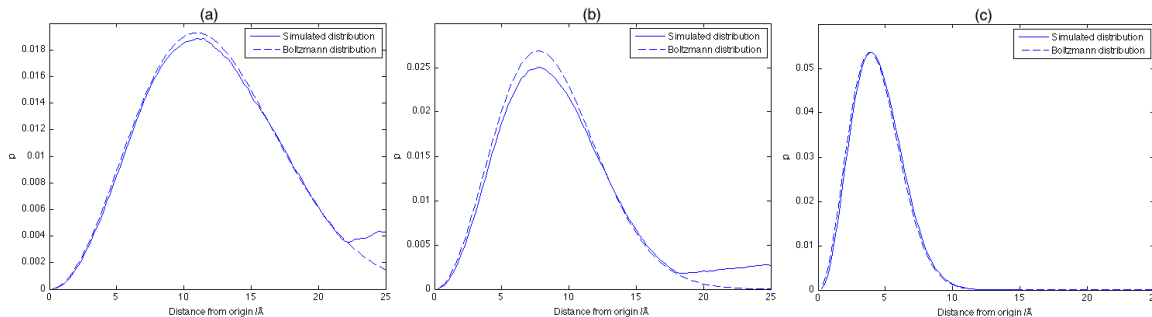 (a)
Simulated distribution
Boltzmann distribution
0.018
0.016
0.014
0.012
0.01
0.008
0.006
0.004
0.002
0
p
0 5 10 15 20 25
Distance from origin /Å
(b)
Simulated distribution
Boltzmann distribution
0.025
0.02
0.015
0.01
0.005
0
p
0 5 10 15 20 25
Distance from origin /Å
(c)
Simulated distribution
Boltzmann distribution
0.05
0.04
0.03
0.02
0.01
0
p
0 5 10 15 20 25
Distance from origin /Å